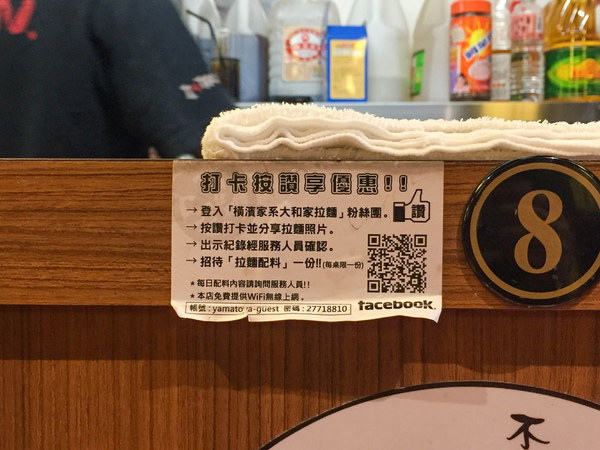 打卡按讚享優惠!!
→登入「橫濱家系大和家拉麵」粉絲團。
讚
→按讚打卡並分享拉麵照片。
→出示紀錄經服務人員確認。
→招待「拉麵配料」一份!!(每桌限一份)
★每日配料內容請詢問服務人員!!
★本店免費提供WiFi無線上網。
帳號:yamatoya-guest 密碼:27718810
facebook.
8
不